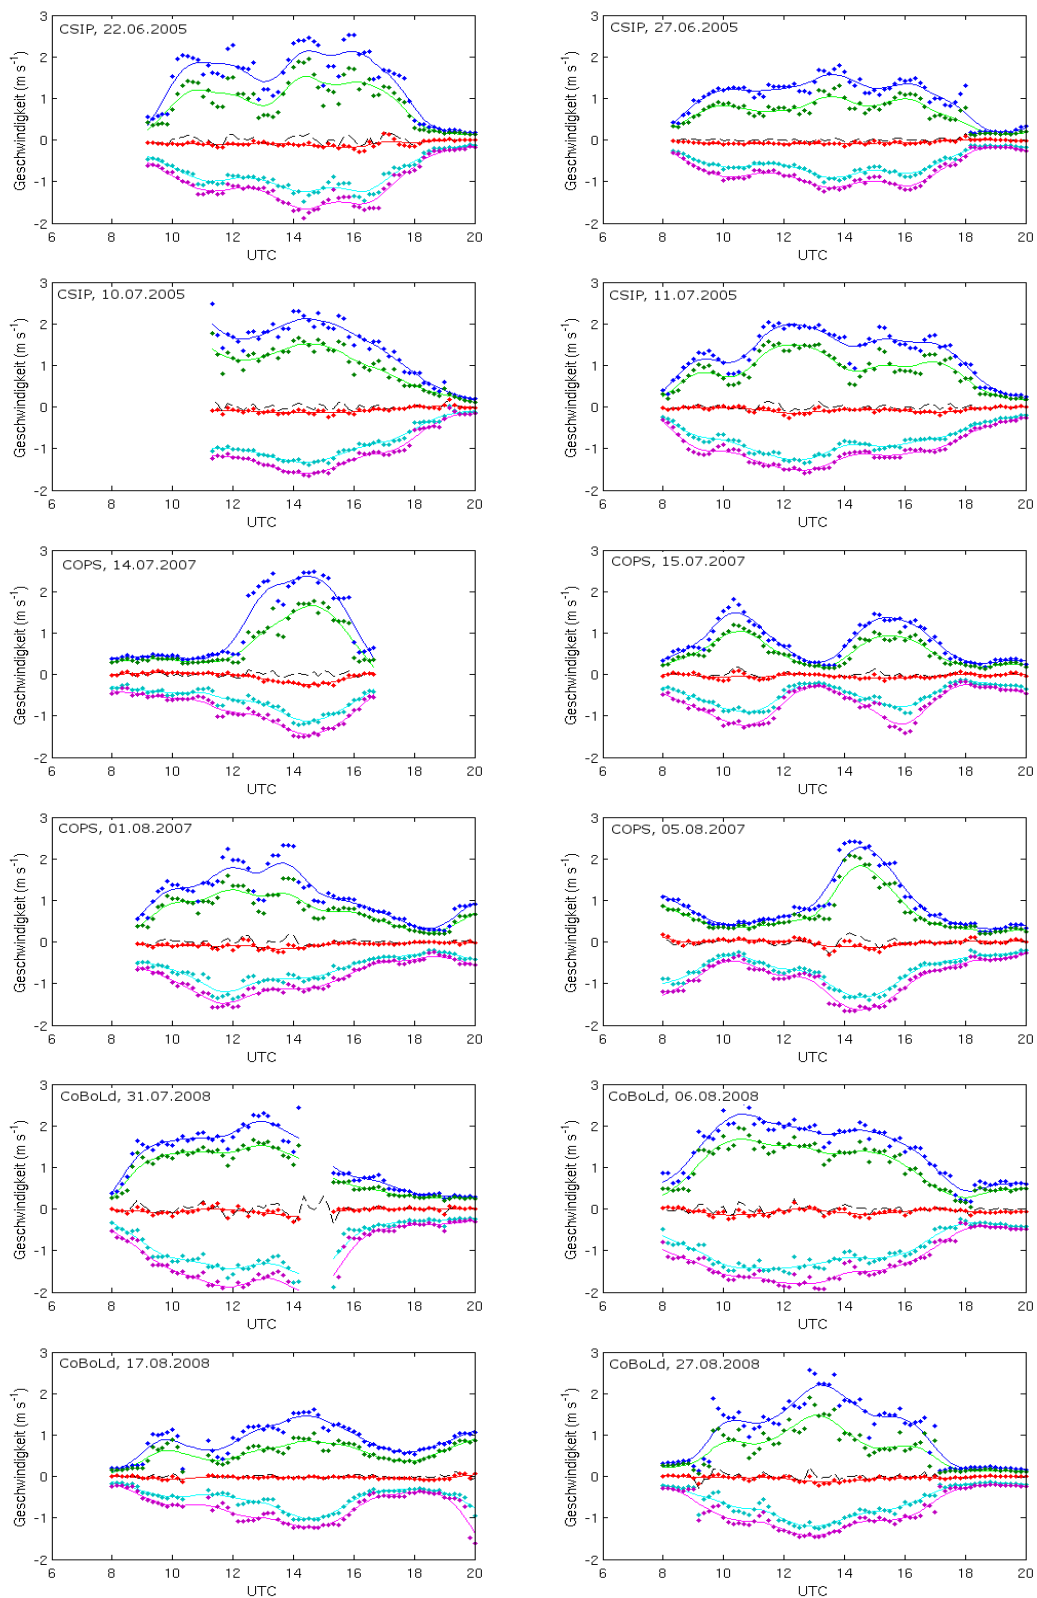 CSIP, 22.06.2005
Geschwindigkeit (m s-1)
3
2
1
0
-1
-2
6 8 10 12 14 16 18 20
UTC
CSIP, 27.06.2005
Geschwindigkeit (m s-1)
3
2
1
0
-1
-2
6 8 10 12 14 16 18 20
UTC
CSIP, 10.07.2005
Geschwindigkeit (m s-1)
3
2
1
0
-1
-2
6 8 10 12 14 16 18 20
UTC
CSIP, 11.07.2005
Geschwindigkeit (m s-1)
3
2
1
0
-1
-2
6 8 10 12 14 16 18 20
UTC
COPS, 14.07.2007
Geschwindigkeit (m s-1)
3
2
1
0
-1
-2
6 8 10 12 14 16 18 20
UTC
COPS, 15.07.2007
Geschwindigkeit (m s-1)
3
2
1
0
-1
-2
6 8 10 12 14 16 18 20
UTC
COPS, 01.08.2007
Geschwindigkeit (m s-1)
3
2
1
0
-1
-2
6 8 10 12 14 16 18 20
UTC
COPS, 05.08.2007
Geschwindigkeit (m s-1)
3
2
1
0
-1
-2
6 8 10 12 14 16 18 20
UTC
CoBoLd, 31.07.2008
Geschwindigkeit (m s-1)
3
2
1
0
-1
-2
6 8 10 12 14 16 18 20
UTC
CoBoLd, 06.08.2008
Geschwindigkeit (m s-1)
3
2
1
0
-1
-2
6 8 10 12 14 16 18 20
UTC
CoBoLd, 17.08.2008
Geschwindigkeit (m s-1)
3
2
1
0
-1
-2
6 8 10 12 14 16 18 20
UTC
CoBoLd, 27.08.2008
Geschwindigkeit (m s-1)
3
2
1
0
-1
-2
6 8 10 12 14 16 18 20
UTC